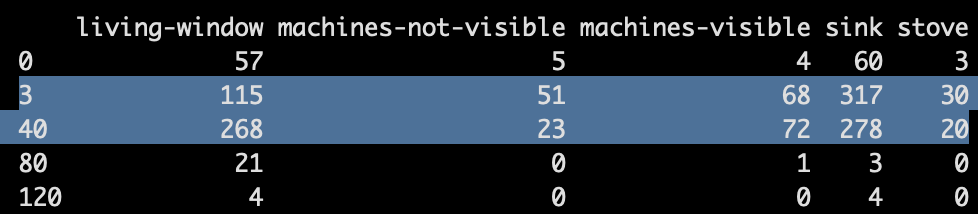 living-window machines-not-visible machines-visible sink stove
0 57 5 4 60 3
3 115 51 68 317 30
40 268 23 72 278 20
80 21 0 1 3 0
120 4 0 0 4 0